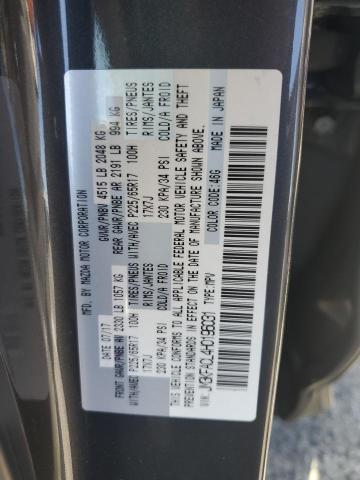 MFD. BY MAZDA MOTOR CORPORATION
DATE: 07/17 GVWR/PNBV 4515 LB 2048 KG
FRONT GAWR/PNBE AV 2330 LB 1057 KG REAR GAWR/PNBE AR 2191 LB 994 KG
WITH/AVEC P225/65R17 100H TIRES/PNEUS WITH/AVEC P225/65R17 100H TIRES/PNEUS
17X7J RIMS/JANTES 17X7J RIMS/JANTES
230 KPA/34 PSI COLD/A FROID 230 KPA/34 PSI COLD/A FROID
THIS VEHICLE CONFORMS TO ALL APPLICABLE FEDERAL MOTOR VEHICLE SAFETY AND THEFT
PREVENTION STANDARDS IN EFFECT ON THE DATE OF MANUFACTURE SHOWN ABOVE.
VIN: TYPE:MPV COLOR CODE:46G MADE IN JAPAN